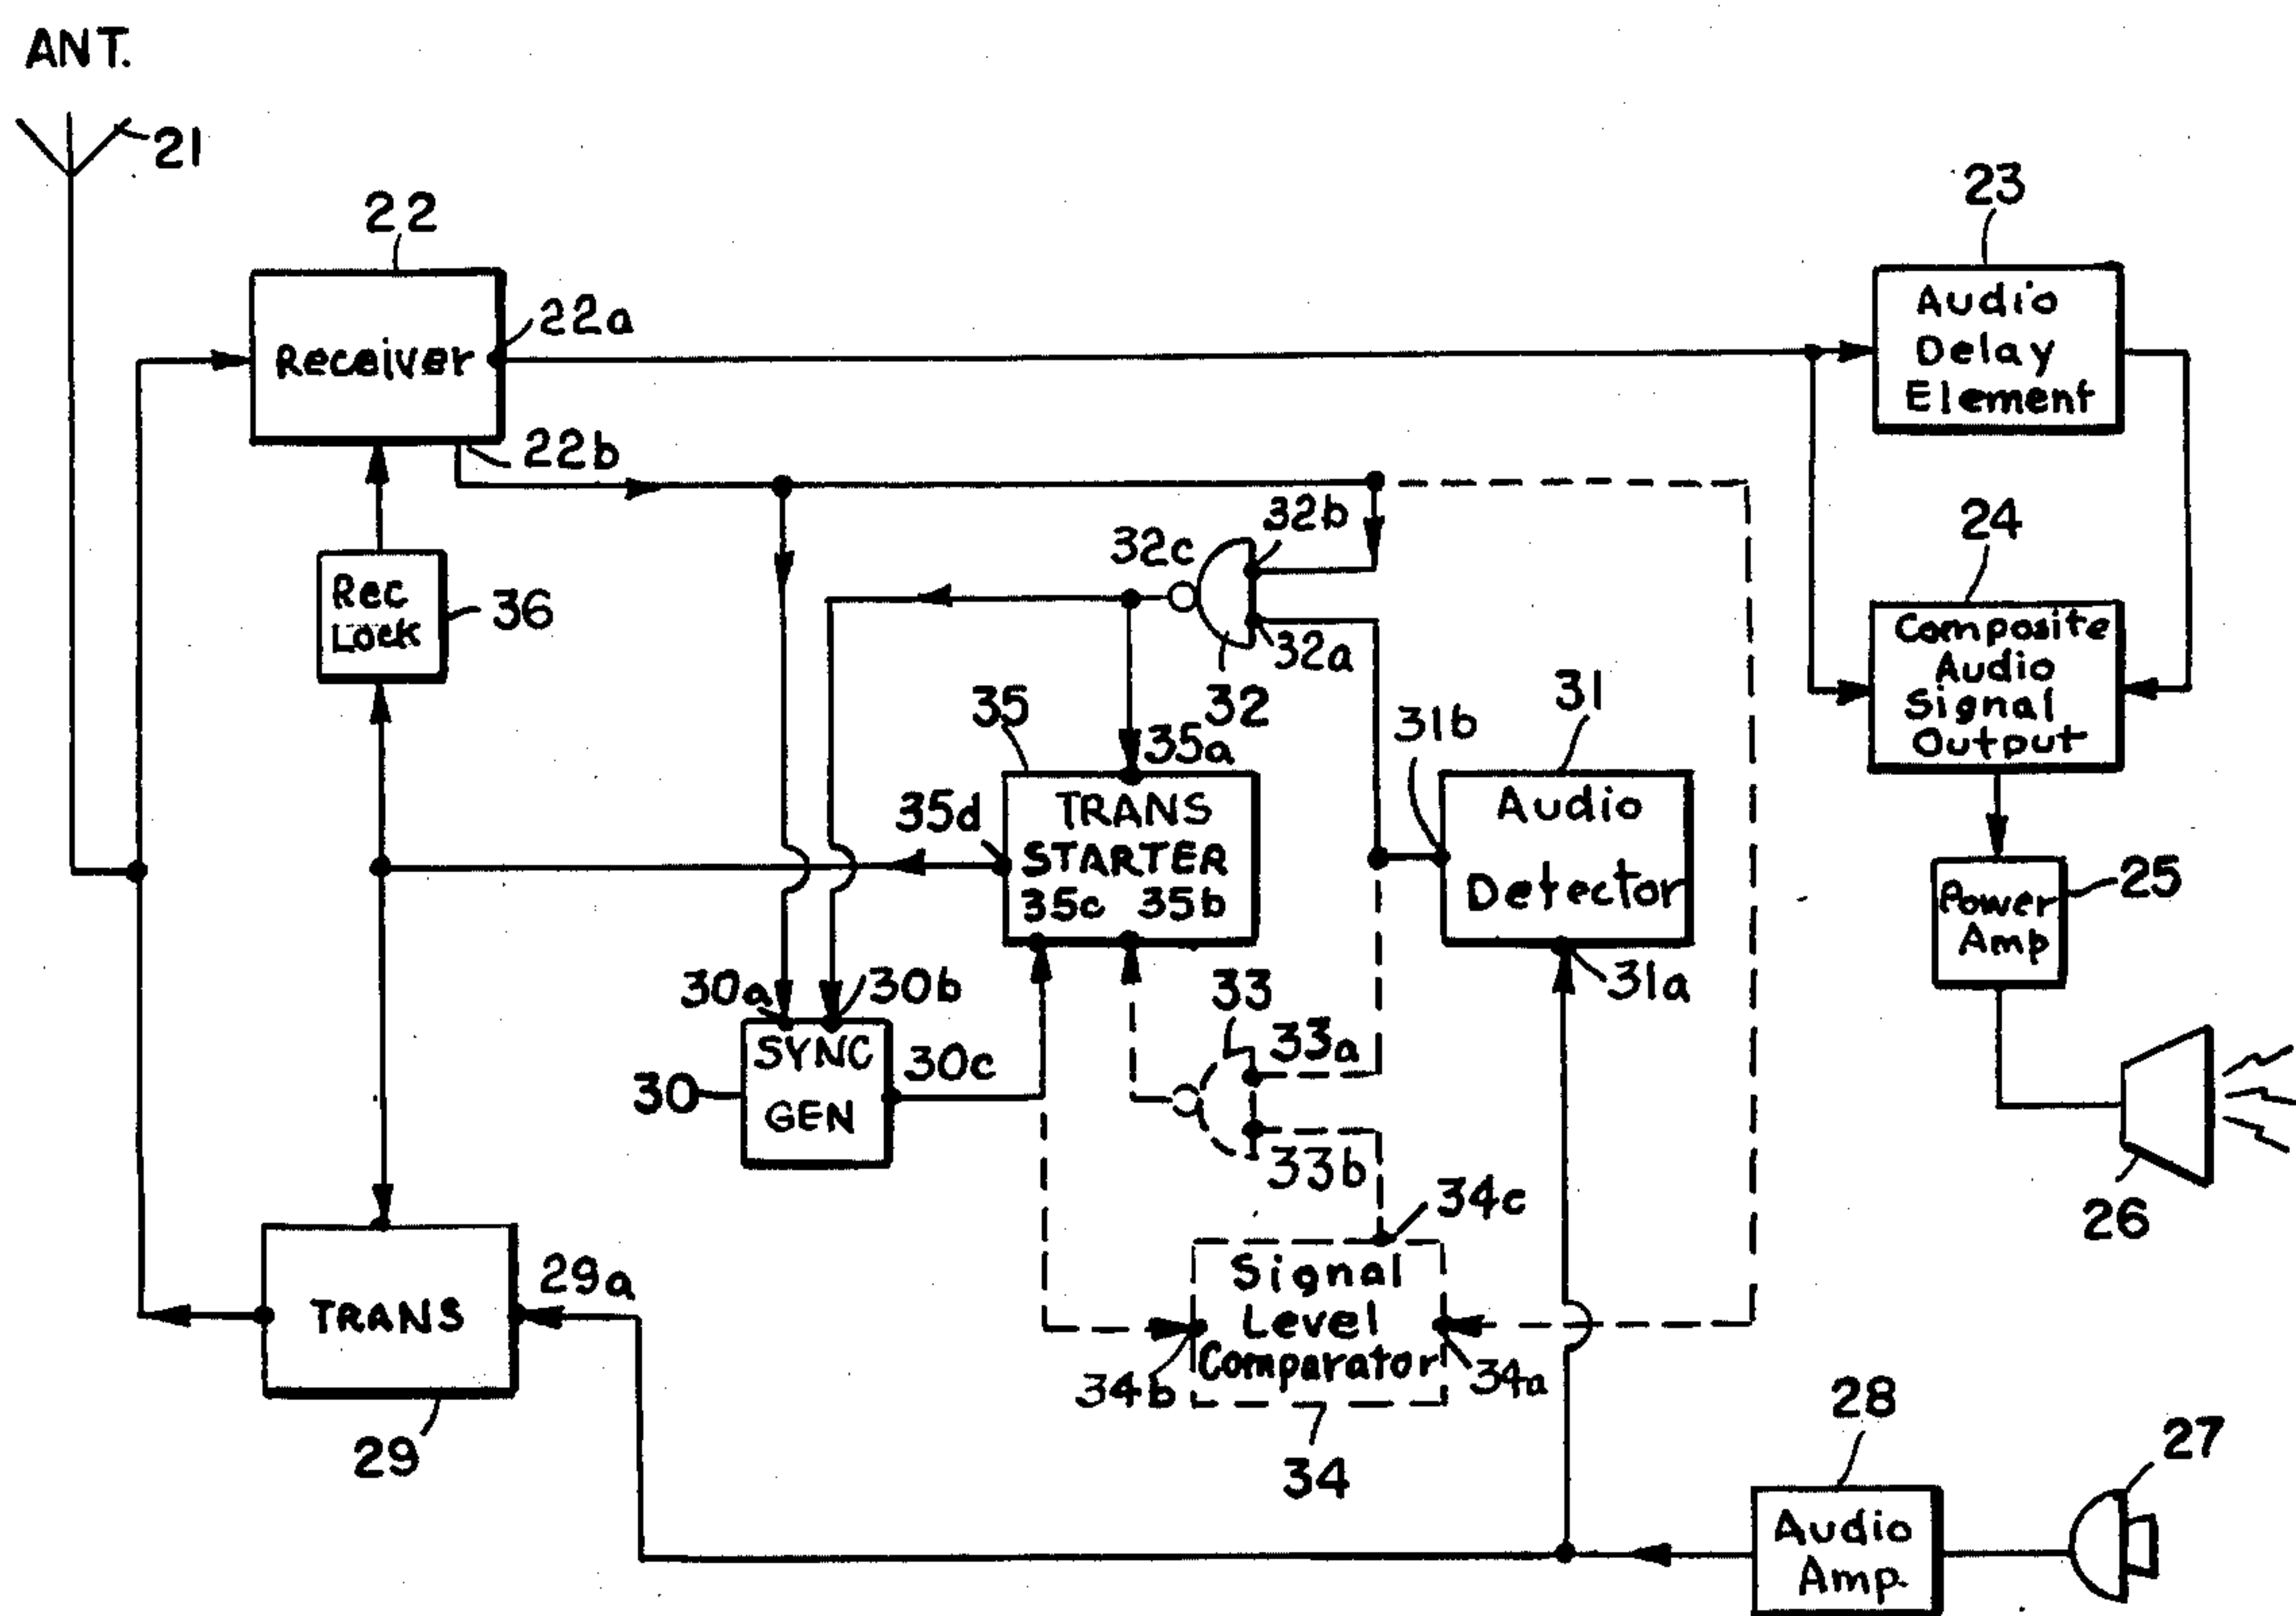 ANT.
21
22
22a
Receiver
22b
23
Audio
Delay
Element
24
Composite
Audio
Signal
Output
Rec
Lock
36
32c
32b
32a
32
35
35a
TRANS
STARTER
35c 35b
35d
31
31b
Audio
Detector
31a
25
Power
Amp
30a
30b
SYNC
GEN
30c
30
33
33a
33b
26
34c
Signal
Level
Comparator
34b
34a
34
29a
TRANS
29
28
Audio
Amp.
27